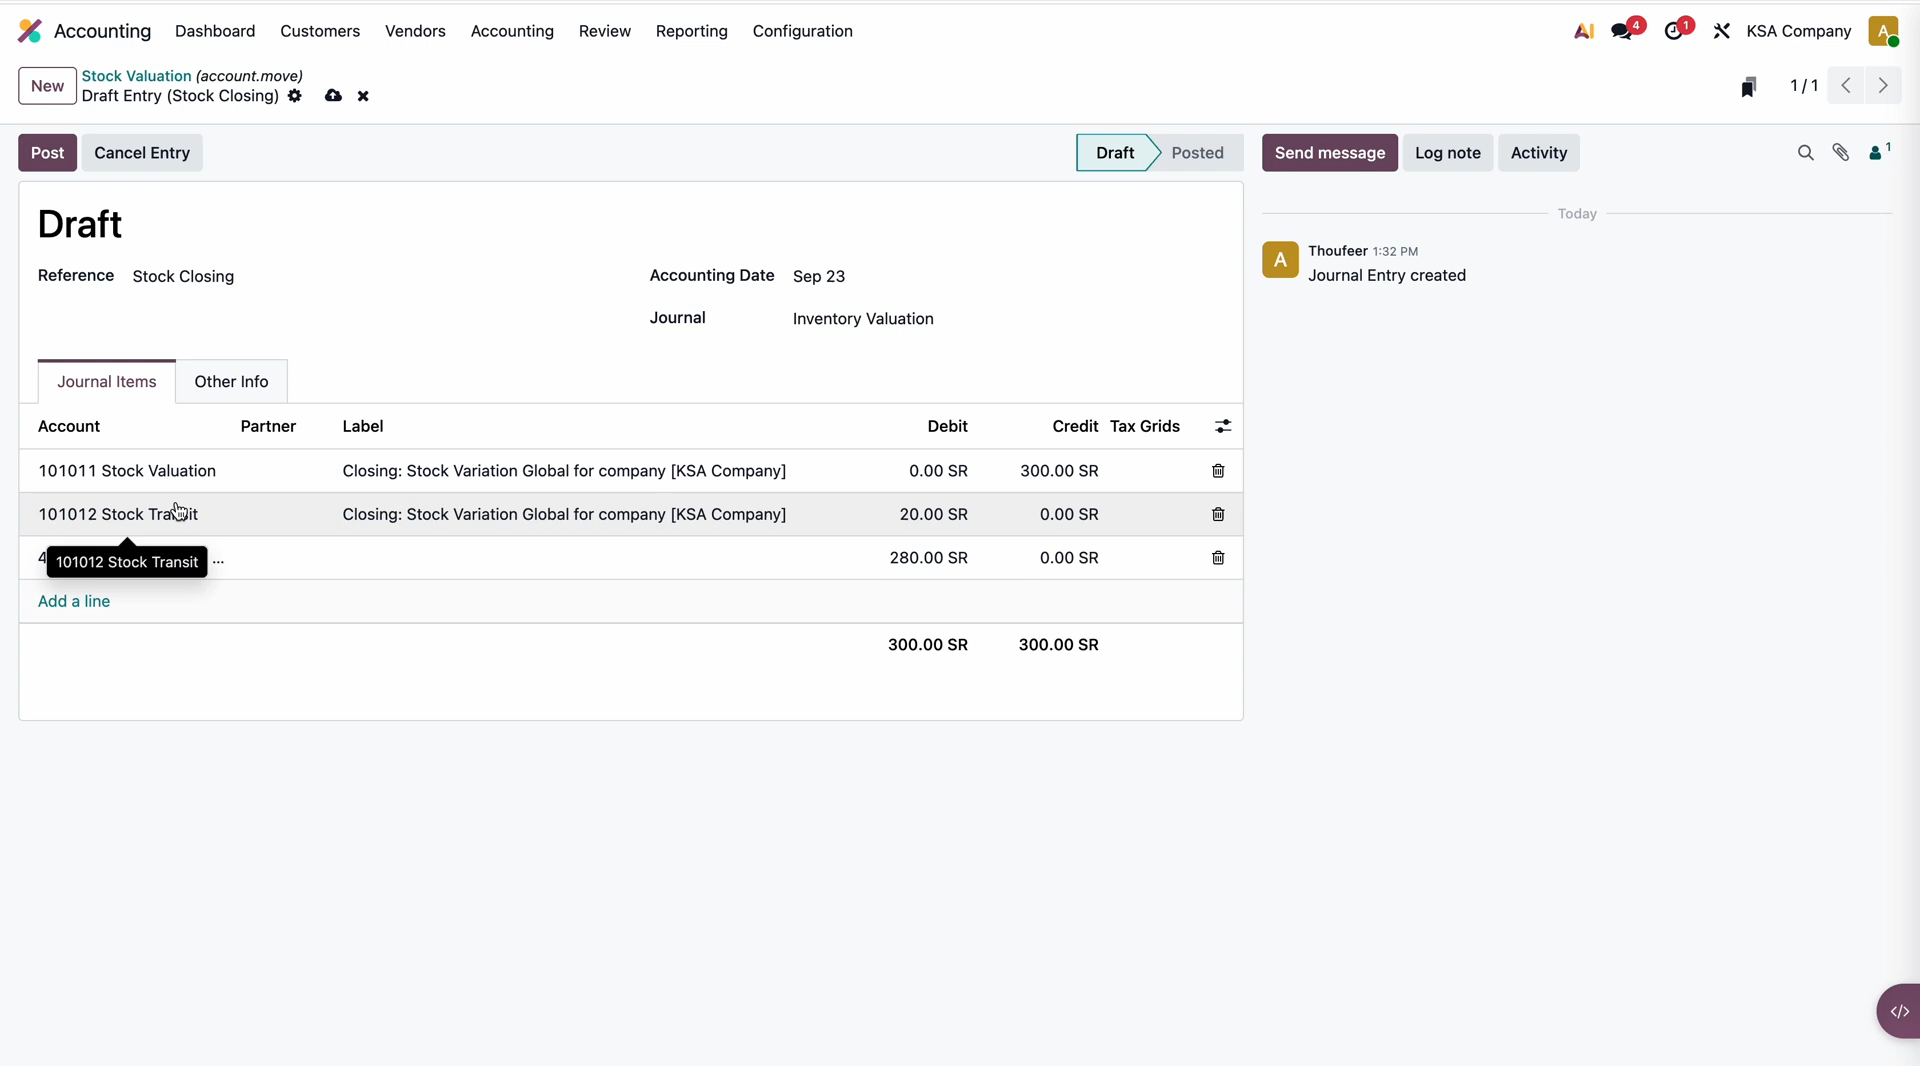 Accounting Dashboard Customers Vendors Accounting Review Reporting Configuration
AI 4 1 KSA Company A
New
Stock Valuation (account.move)
Draft Entry (Stock Closing)
1 / 1
Post Cancel Entry
Draft Posted
Send message Log note Activity
1
Draft
Reference Stock Closing
Accounting Date Sep 23
Journal Inventory Valuation
Today
A
Thoufeer 1:32 PM
Journal Entry created
Journal Items Other Info
Account Partner Label Debit Credit Tax Grids
101011 Stock Valuation Closing: Stock Variation Global for company [KSA Company] 0.00 SR 300.00 SR
101012 Stock Transit Closing: Stock Variation Global for company [KSA Company] 20.00 SR 0.00 SR
4 ... 280.00 SR 0.00 SR
101012 Stock Transit
Add a line
300.00 SR 300.00 SR